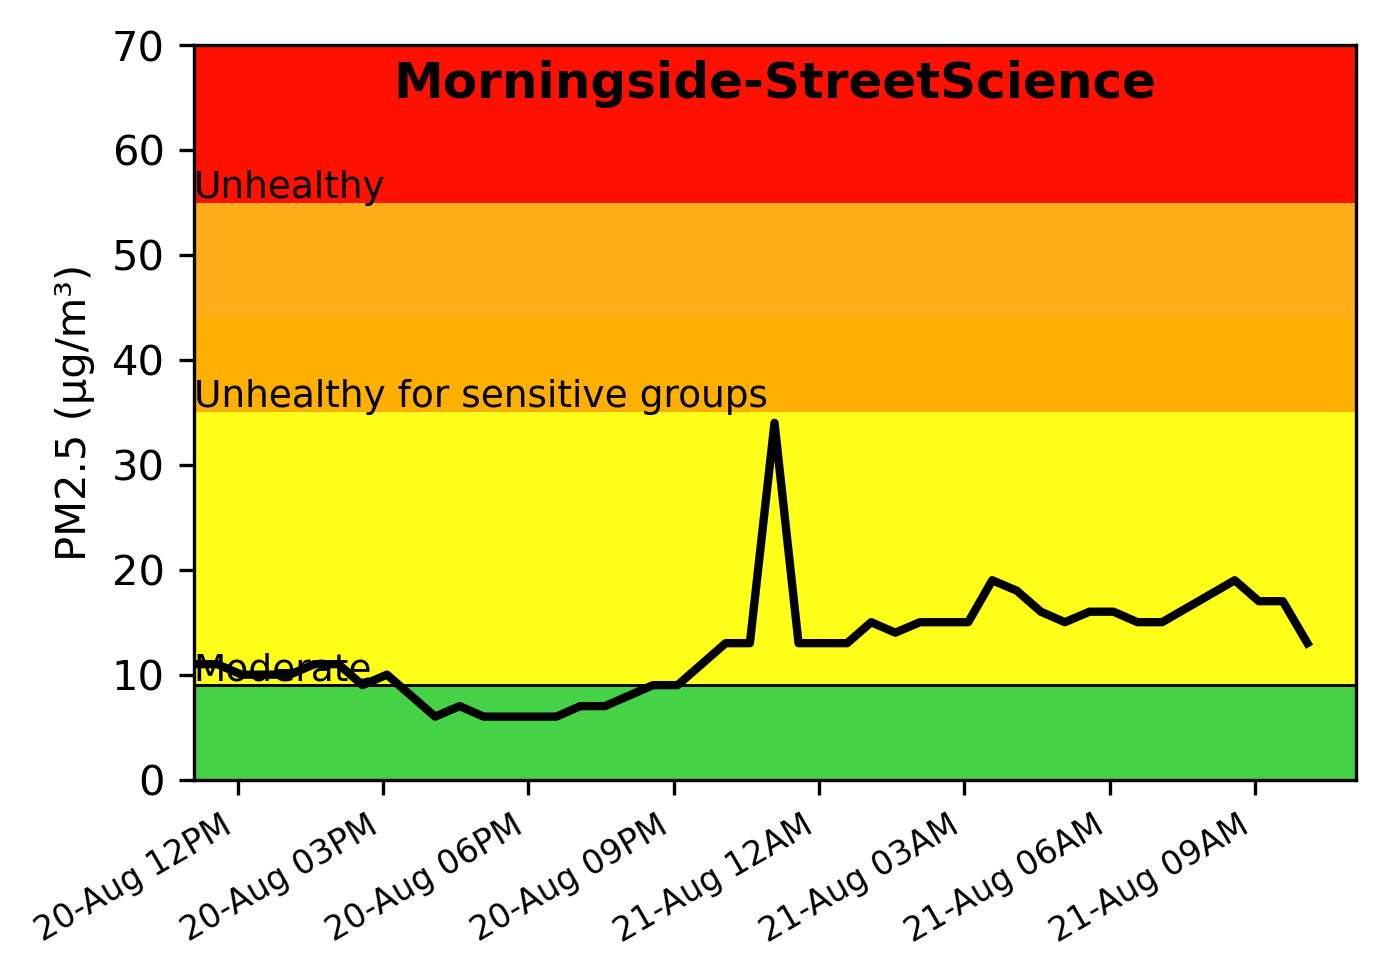 Morningside-StreetScience
70
60
50
40
30
20
10
0
PM2.5 (µg/m³)
Unhealthy
Unhealthy for sensitive groups
Moderate
20-Aug 12PM
20-Aug 03PM
20-Aug 06PM
20-Aug 09PM
21-Aug 12AM
21-Aug 03AM
21-Aug 06AM
21-Aug 09AM